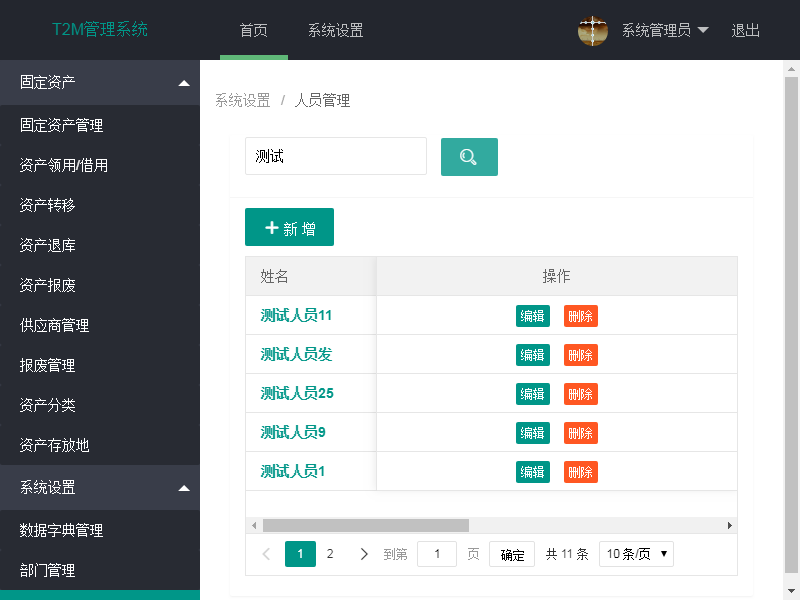 T2M管理系统
首页
系统设置
系统管理员
退出
固定资产
固定资产管理
资产领用/借用
资产转移
资产退库
资产报废
供应商管理
报废管理
资产分类
资产存放地
系统设置
数据字典管理
部门管理
系统设置 / 人员管理
测试
新增
姓名 操作
测试人员11 编辑 删除
测试人员发 编辑 删除
测试人员25 编辑 删除
测试人员9 编辑 删除
测试人员1 编辑 删除
1 2 到第 1 页 确定 共 11 条 10 条/页